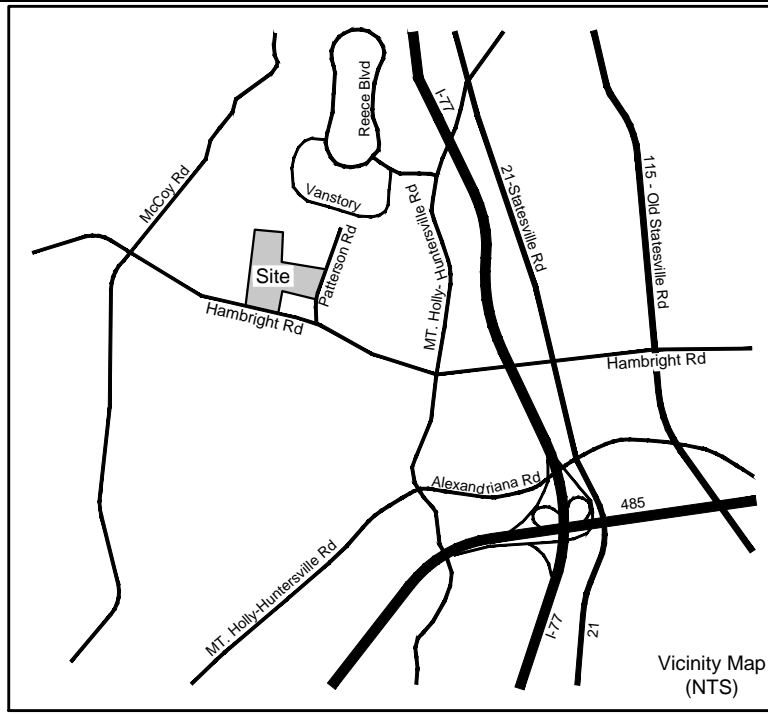 Reece Blvd
I-77
McCoy Rd
Vanstory
MT. Holly- Huntersville Rd
21-Statesville Rd
115 - Old Statesville Rd
Patterson Rd
Site
Hambright Rd
Hambright Rd
Alexandriana Rd
485
MT. Holly-Huntersville Rd
I-77
21
Vicinity Map
(NTS)